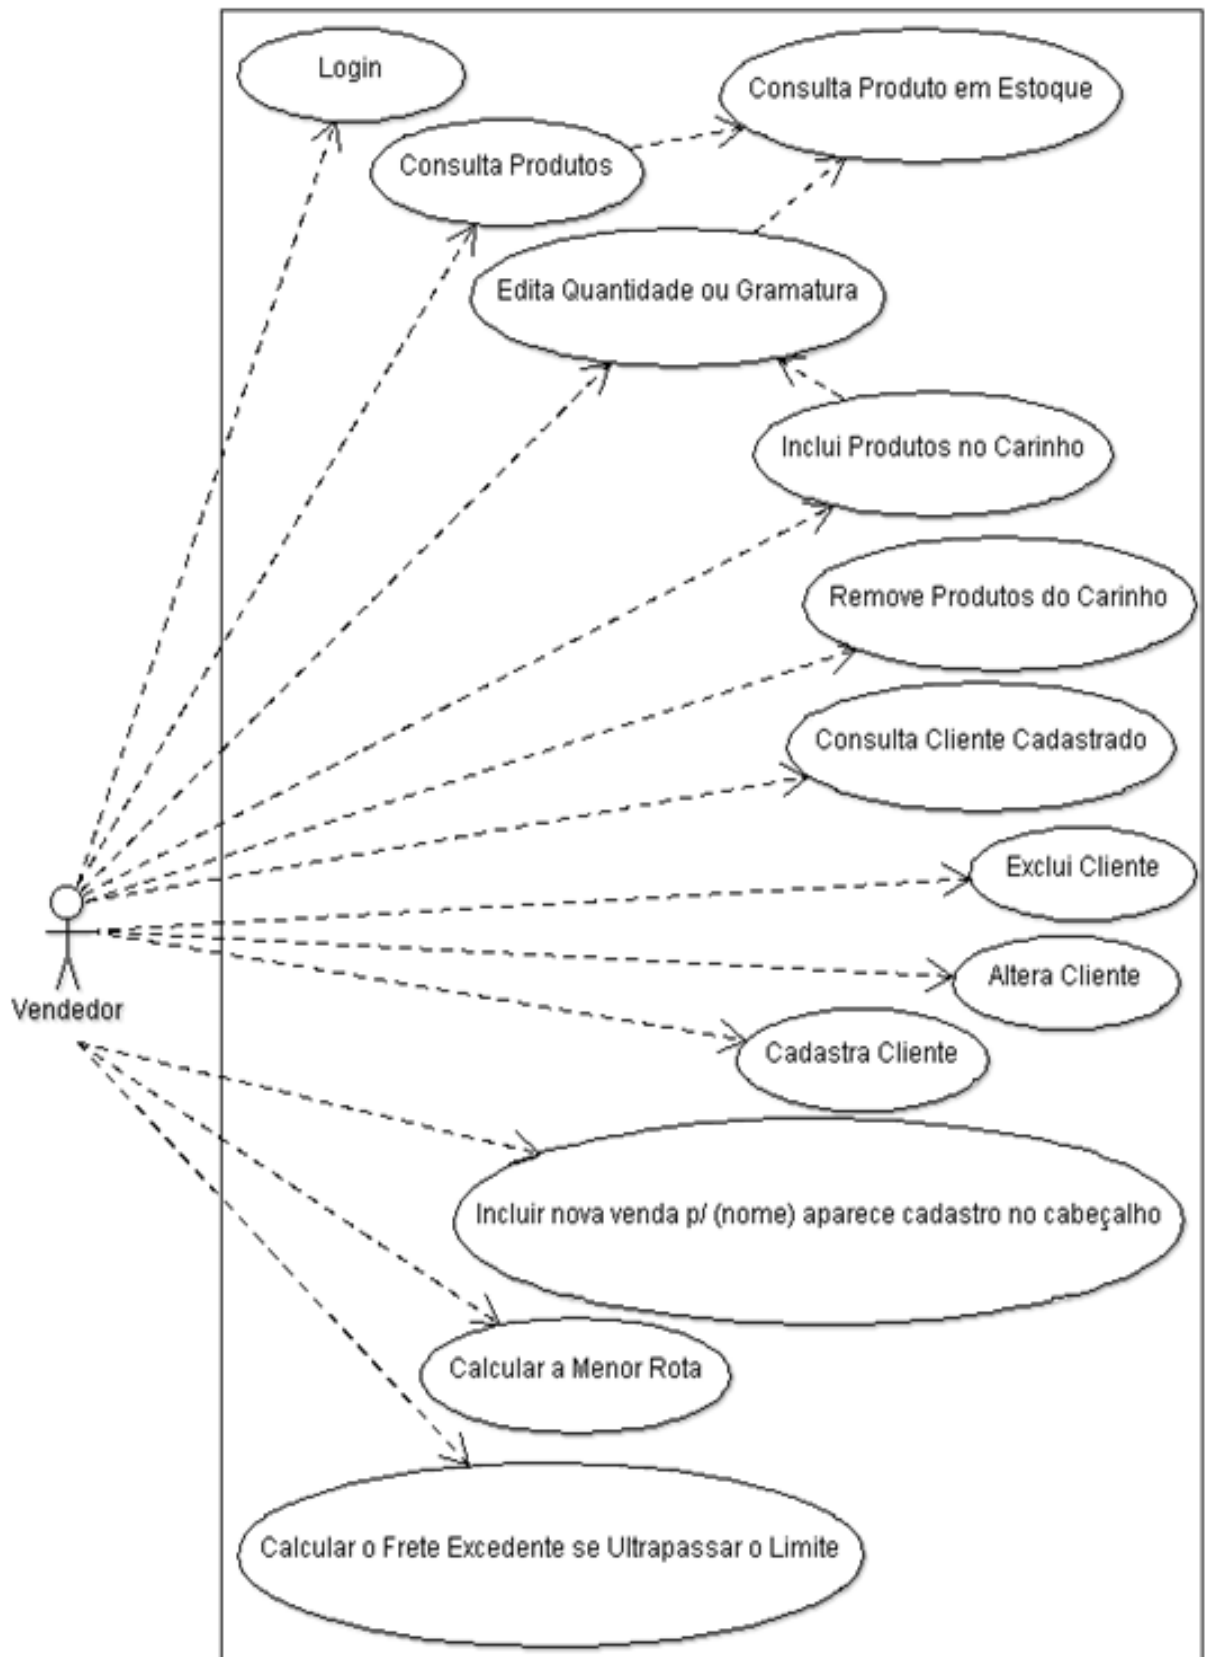 Login
Consulta Produto em Estoque
Consulta Produtos
Edita Quantidade ou Gramatura
Inclui Produtos no Carinho
Remove Produtos do Carinho
Consulta Cliente Cadastrado
Exclui Cliente
Altera Cliente
Vendedor
Cadastra Cliente
Incluir nova venda p/ (nome) aparece cadastro no cabeçalho
Calcular a Menor Rota
Calcular o Frete Excedente se Ultrapassar o Limite